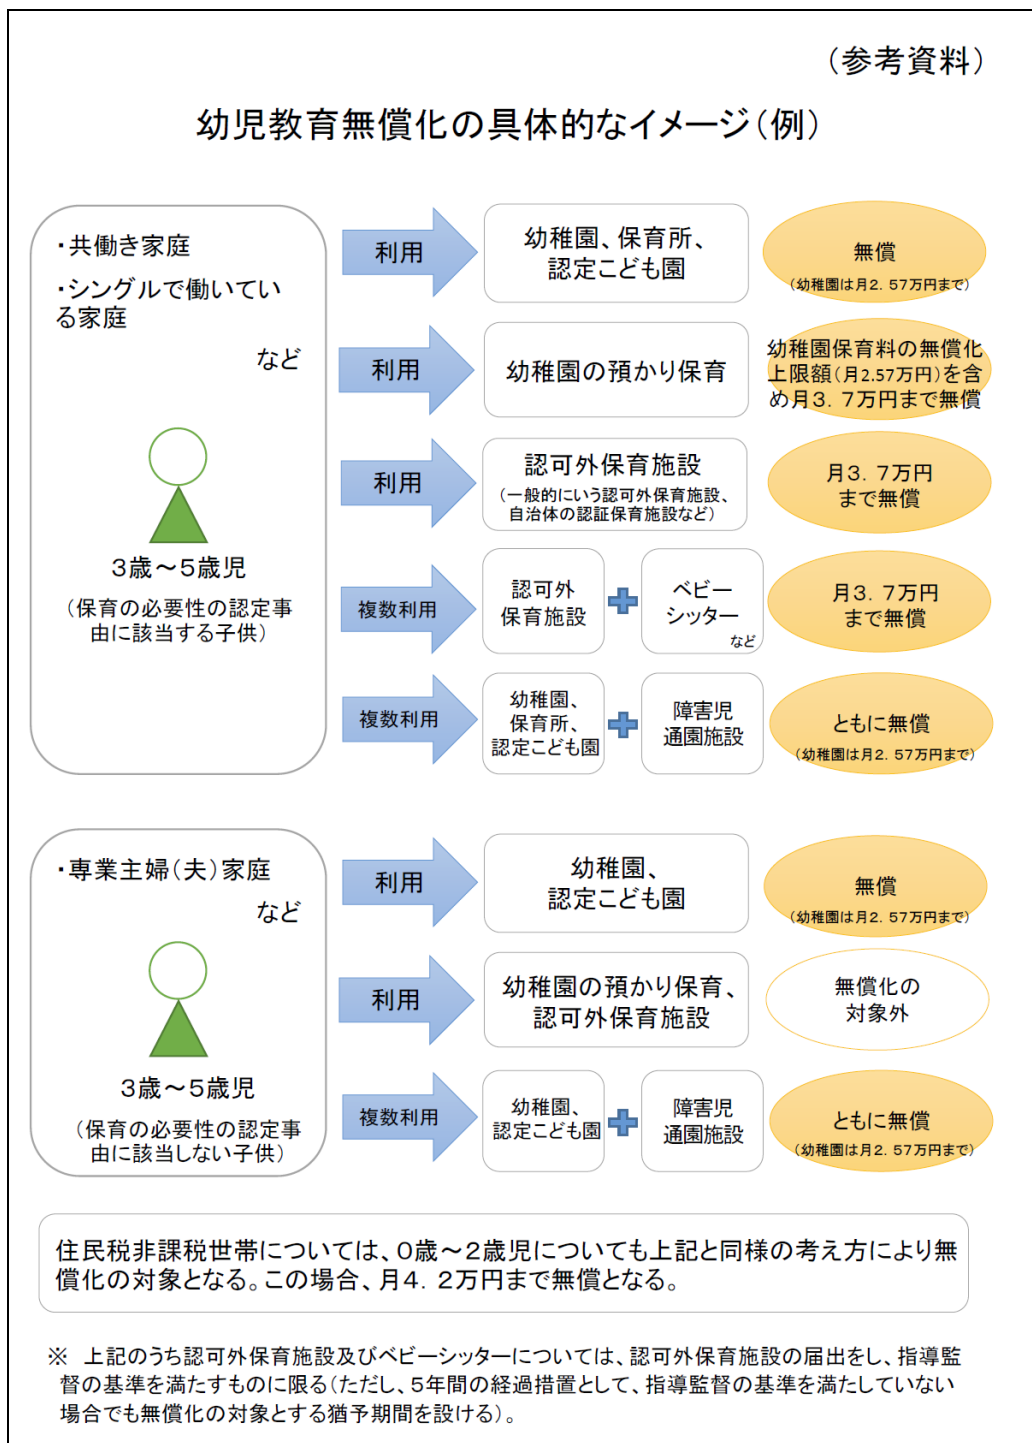 （参考資料）
幼児教育無償化の具体的なイメージ（例）
・共働き家庭
・シングルで働いてい
る家庭
など
3歳～5歳児
（保育の必要性の認定事
由に該当する子供）
利用
幼稚園、保育所、
認定こども園
無償
（幼稚園は月2．57万円まで）
利用
幼稚園の預かり保育
幼稚園保育料の無償化
上限額（月2.57万円）を含
め月3．7万円まで無償
利用
認可外保育施設
（一般的にいう認可外保育施設、
自治体の認証保育施設など）
月3．7万円
まで無償
複数利用
認可外
保育施設
ベビー
シッター
など
月3．7万円
まで無償
複数利用
幼稚園、
保育所、
認定こども園
障害児
通園施設
ともに無償
（幼稚園は月2．57万円まで）
・専業主婦（夫）家庭
など
3歳～5歳児
（保育の必要性の認定事
由に該当しない子供）
利用
幼稚園、
認定こども園
無償
（幼稚園は月2．57万円まで）
利用
幼稚園の預かり保育、
認可外保育施設
無償化の
対象外
複数利用
幼稚園、
認定こども園
障害児
通園施設
ともに無償
（幼稚園は月2．57万円まで）
住民税非課税世帯については、0歳～2歳児についても上記と同様の考え方により無
償化の対象となる。この場合、月4．2万円まで無償となる。
※　上記のうち認可外保育施設及びベビーシッターについては、認可外保育施設の届出をし、指導監
督の基準を満たすものに限る（ただし、5年間の経過措置として、指導監督の基準を満たしていない
場合でも無償化の対象とする猶予期間を設ける）。